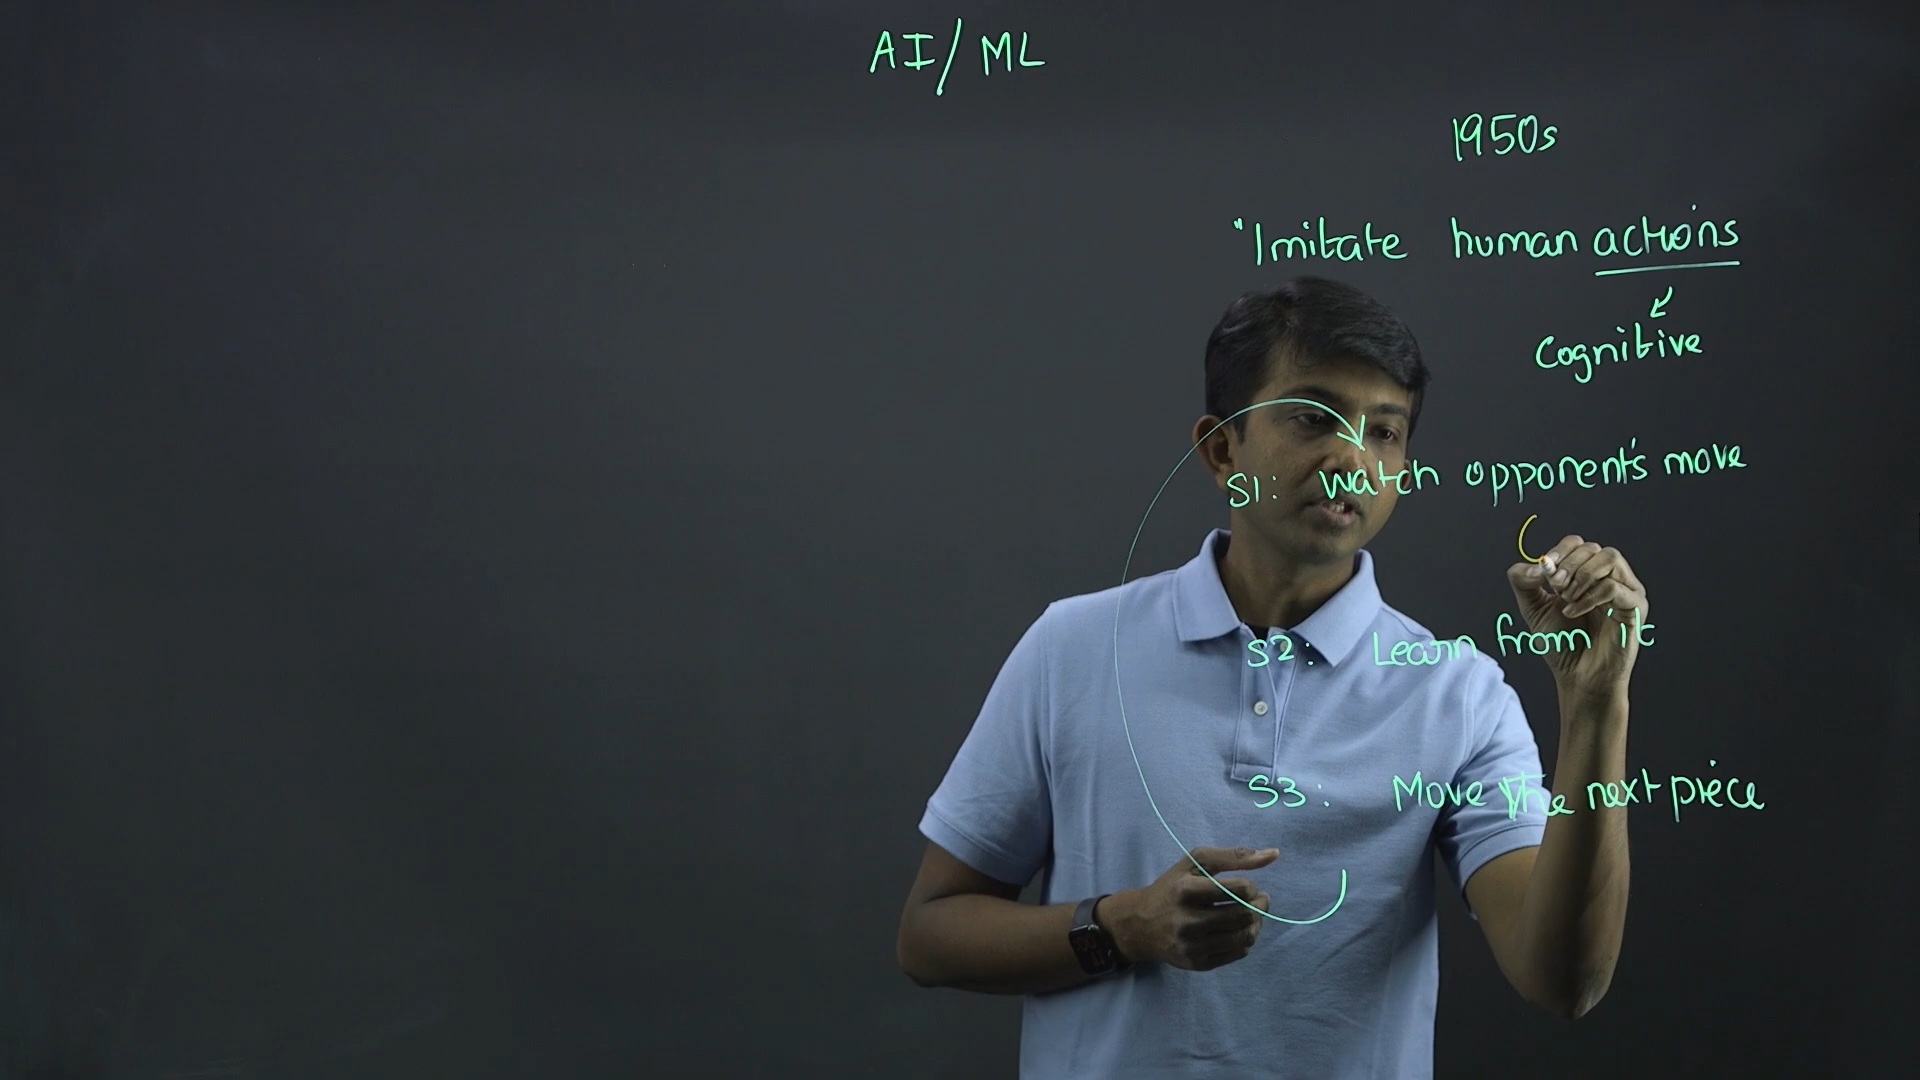 AI/ML
1950s
"Imitate human actions
Cognitive
S1: Watch opponent's move
S2: Learn from it
S3: Move the next piece